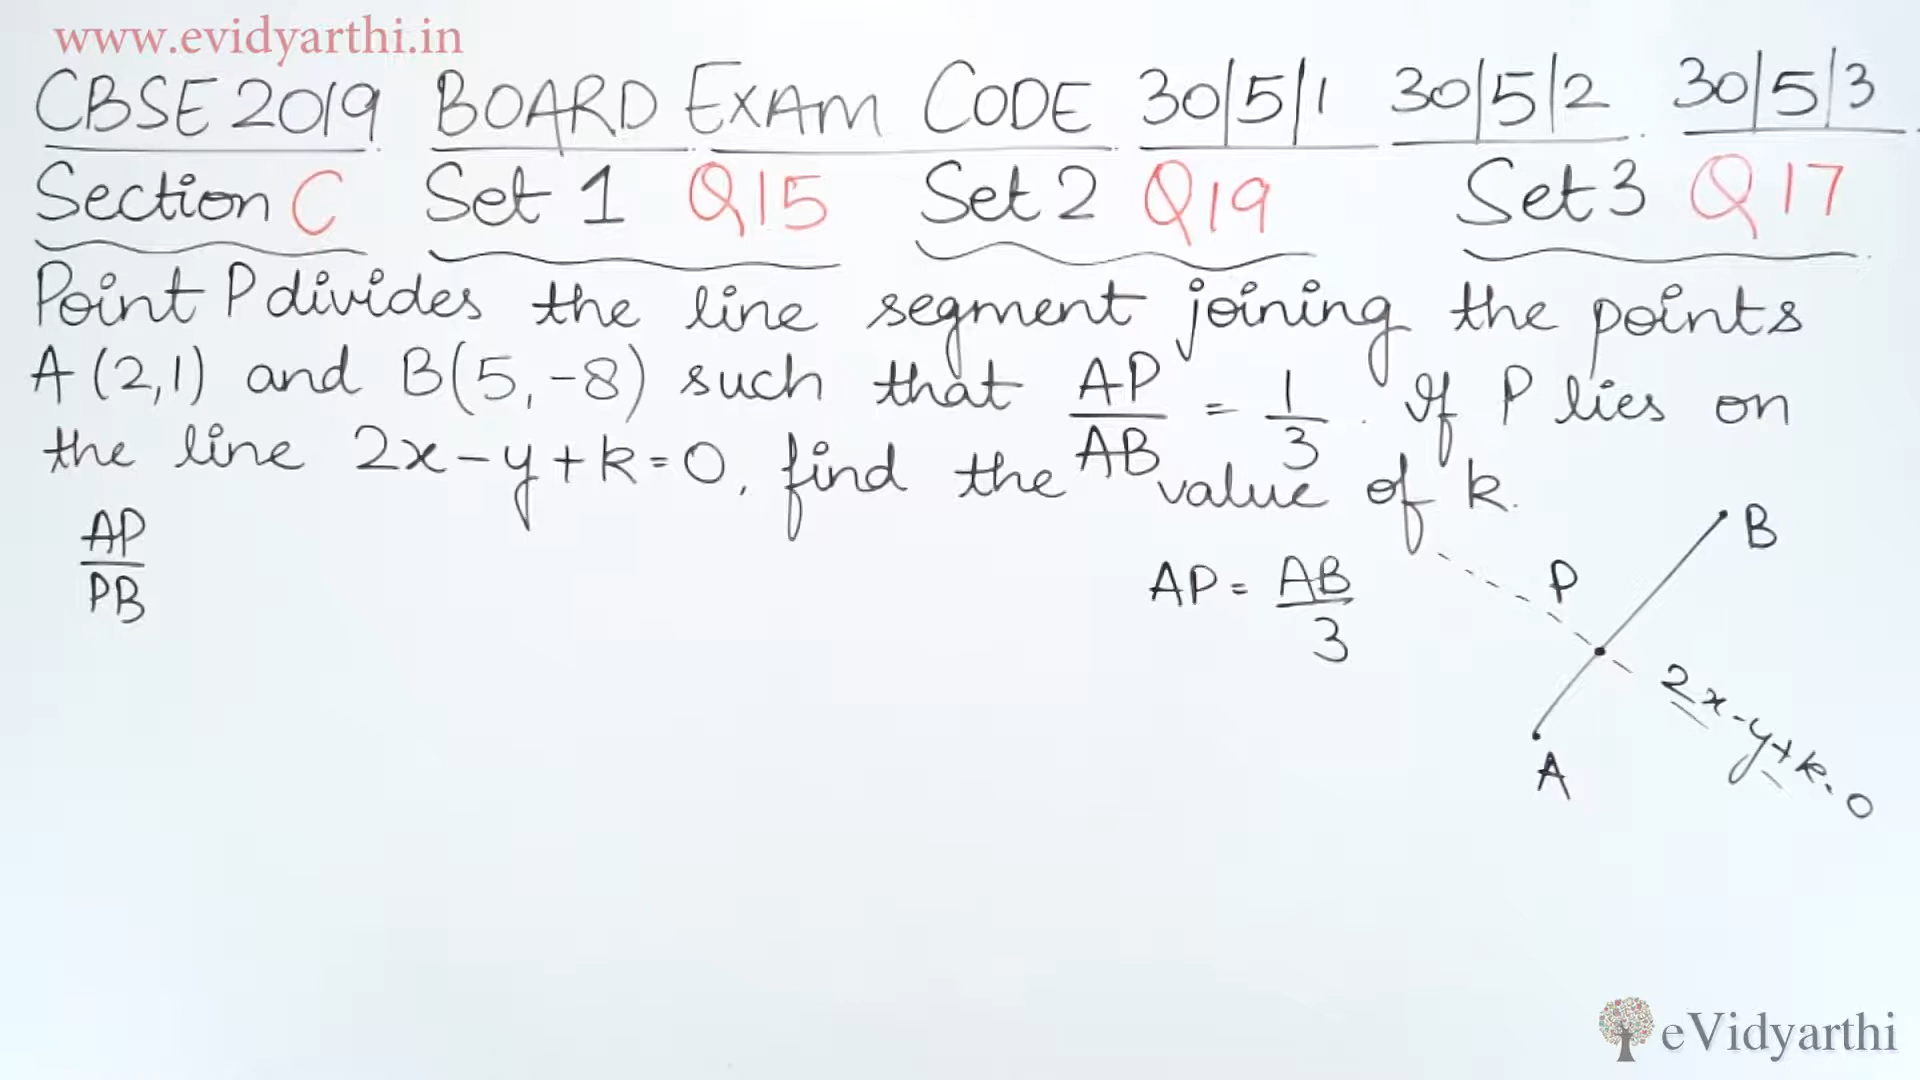 www.evidyarthi.in
CBSE 2019 BOARD EXAM CODE 30/5/1 30/5/2 30/5/3
Section C Set 1 Q15 Set 2 Q19 Set 3 Q17
Point P divides the line segment joining the points
A (2,1) and B(5,-8) such that AP/AB = 1/3. If P lies on
the line 2x-y+k=0, find the value of k.
AP/PB
AP = AB/3
B
P
2x-y+k=0
A
eVidyarthi